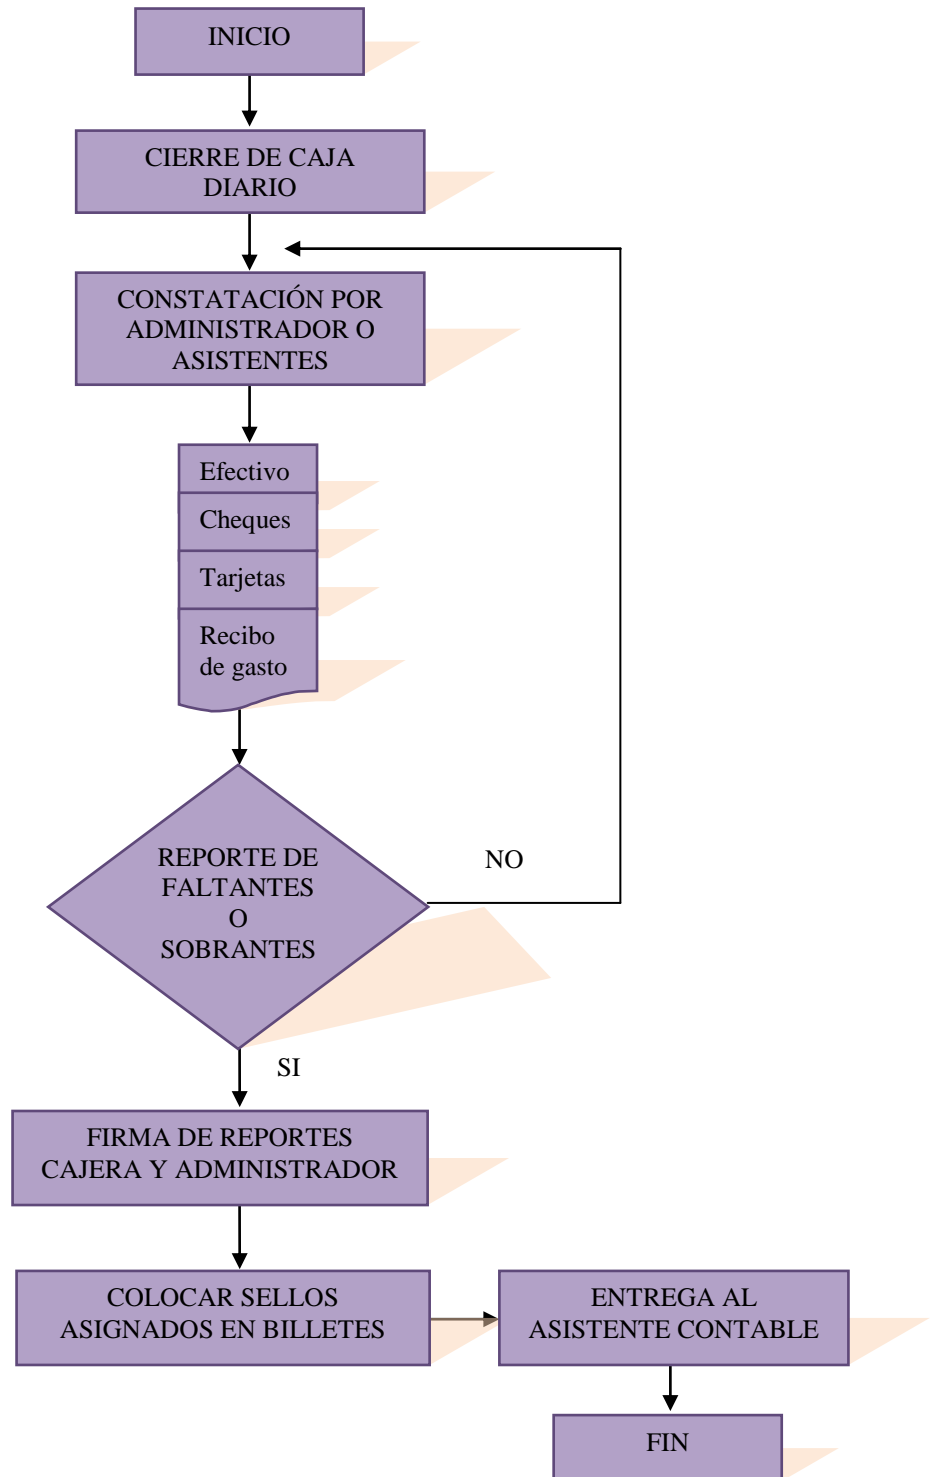 INICIO
CIERRE DE CAJA
DIARIO
CONSTATACIÓN POR
ADMINISTRADOR O
ASISTENTES
Efectivo
Cheques
Tarjetas
Recibo
de gasto
REPORTE DE
FALTANTES
O
SOBRANTES
NO
SI
FIRMA DE REPORTES
CAJERA Y ADMINISTRADOR
COLOCAR SELLOS
ASIGNADOS EN BILLETES
ENTREGA AL
ASISTENTE CONTABLE
FIN